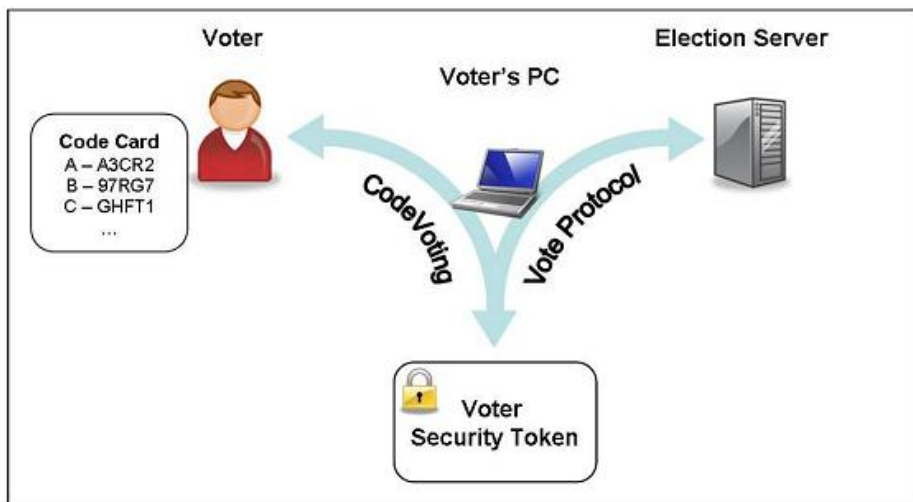 Voter
Election Server
Voter's PC
Code Card
A – A3CR2
B – 97RG7
C – GHFT1
...
CodeVoting
Vote Protocol
Voter
Security Token